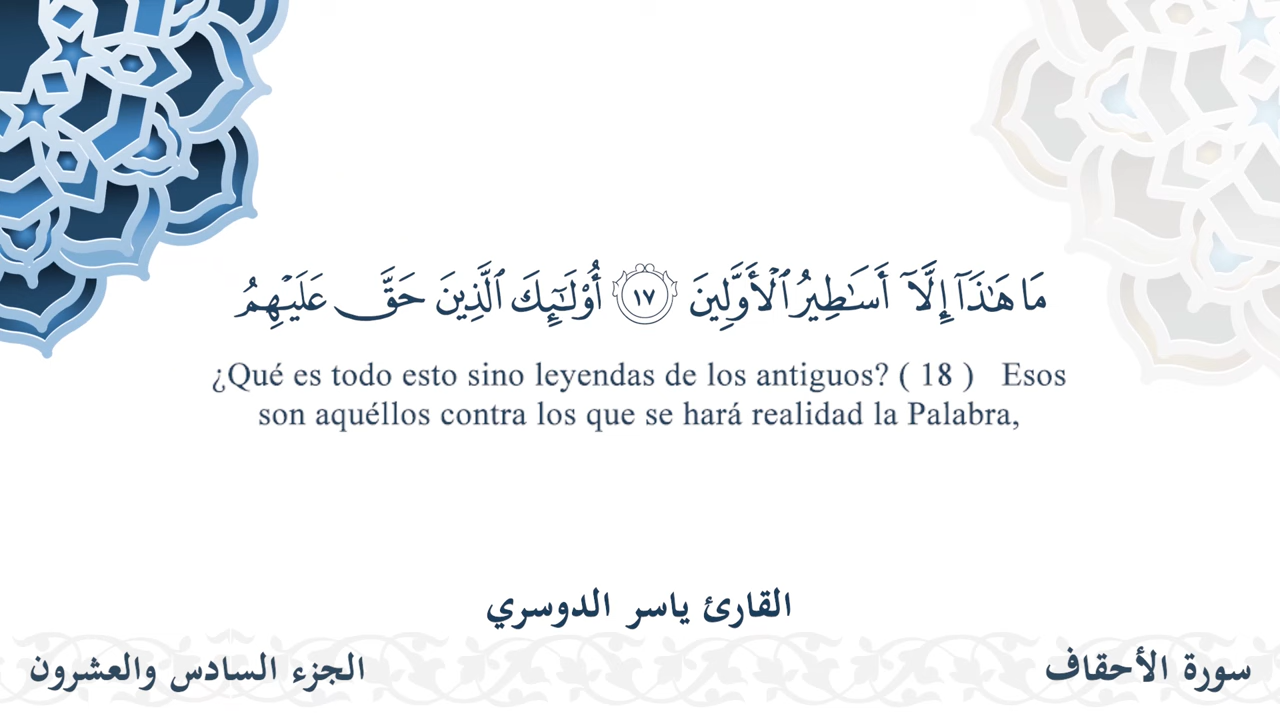 مَا هَٰذَآ إِلَّآ أَسَٰطِيرُ ٱلْأَوَّلِينَ ١٧ أُو۟لَٰٓئِكَ ٱلَّذِينَ حَقَّ عَلَيْهِمُ
¿Qué es todo esto sino leyendas de los antiguos? ( 18 ) Esos
son aquéllos contra los que se hará realidad la Palabra,
القارئ ياسر الدوسري
سورة الأحقاف
الجزء السادس والعشرون